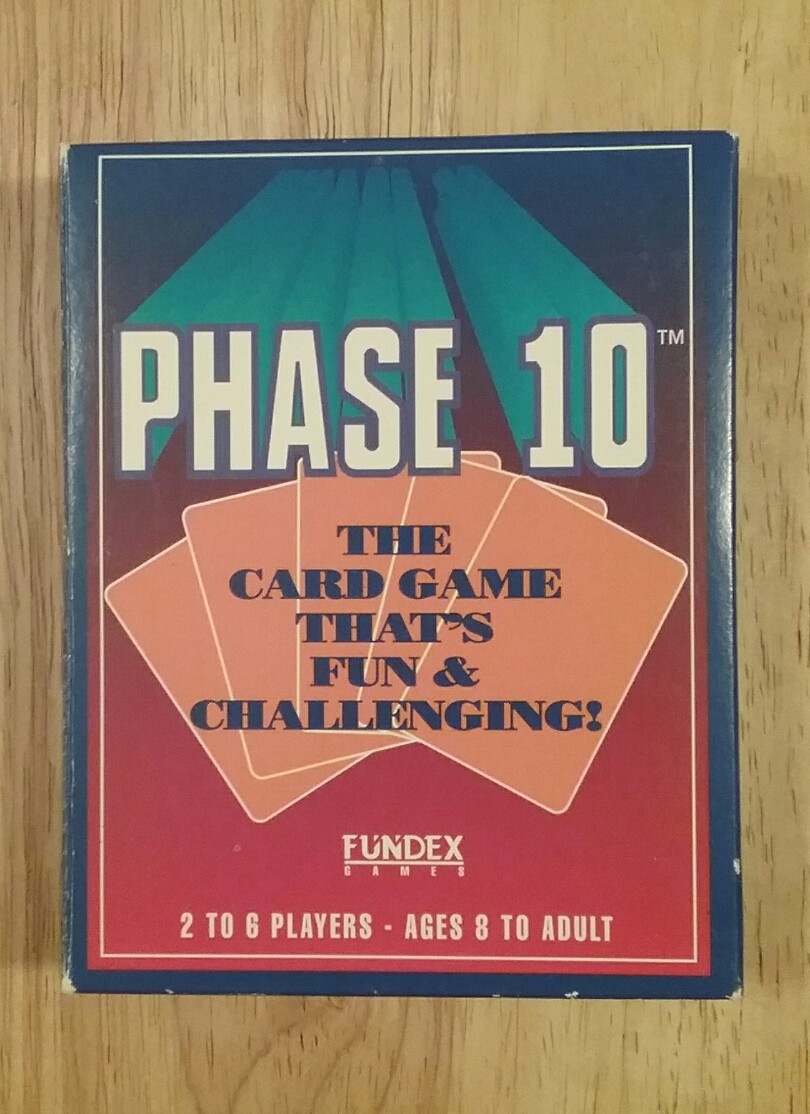 PHASE 10™
THE
CARD GAME
THAT'S
FUN &
CHALLENGING!
FUNDEX
GAMES
2 TO 6 PLAYERS - AGES 8 TO ADULT